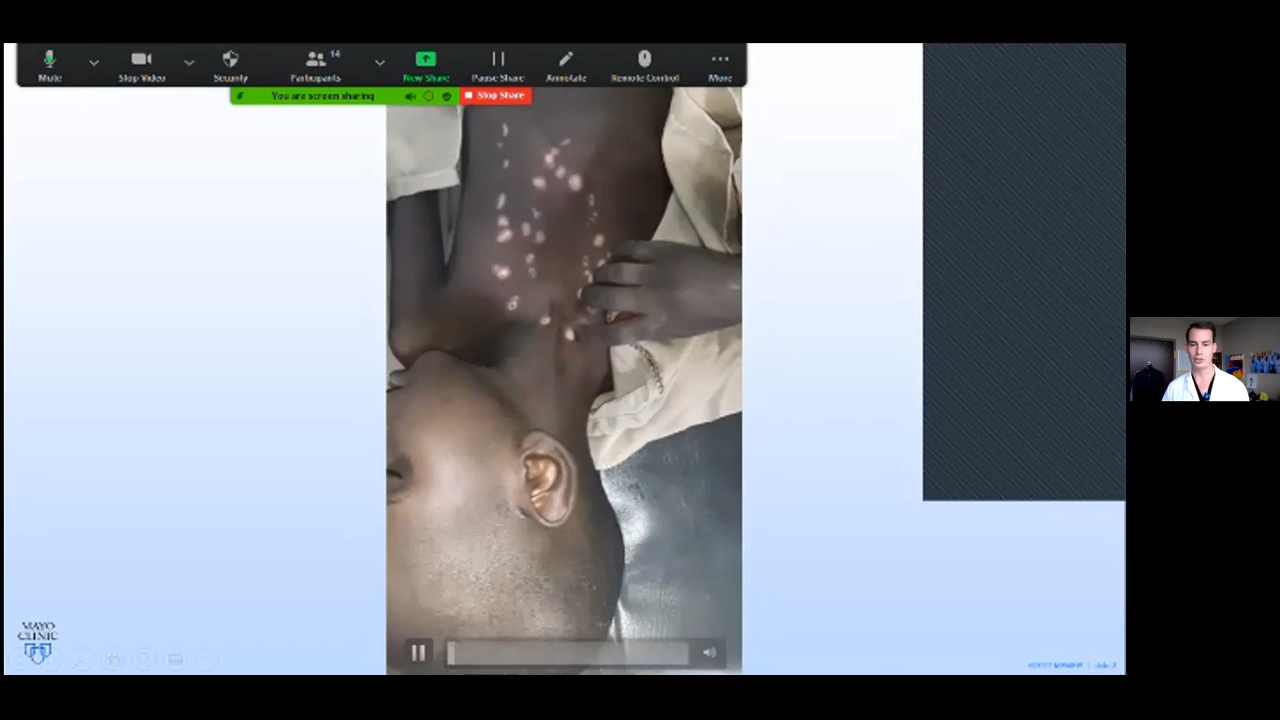 14
Mute
Stop Video
Security
Participants
New Share
Pause Share
Annotate
Remote Control
More
You are screen sharing
Stop Share
MAYO
CLINIC